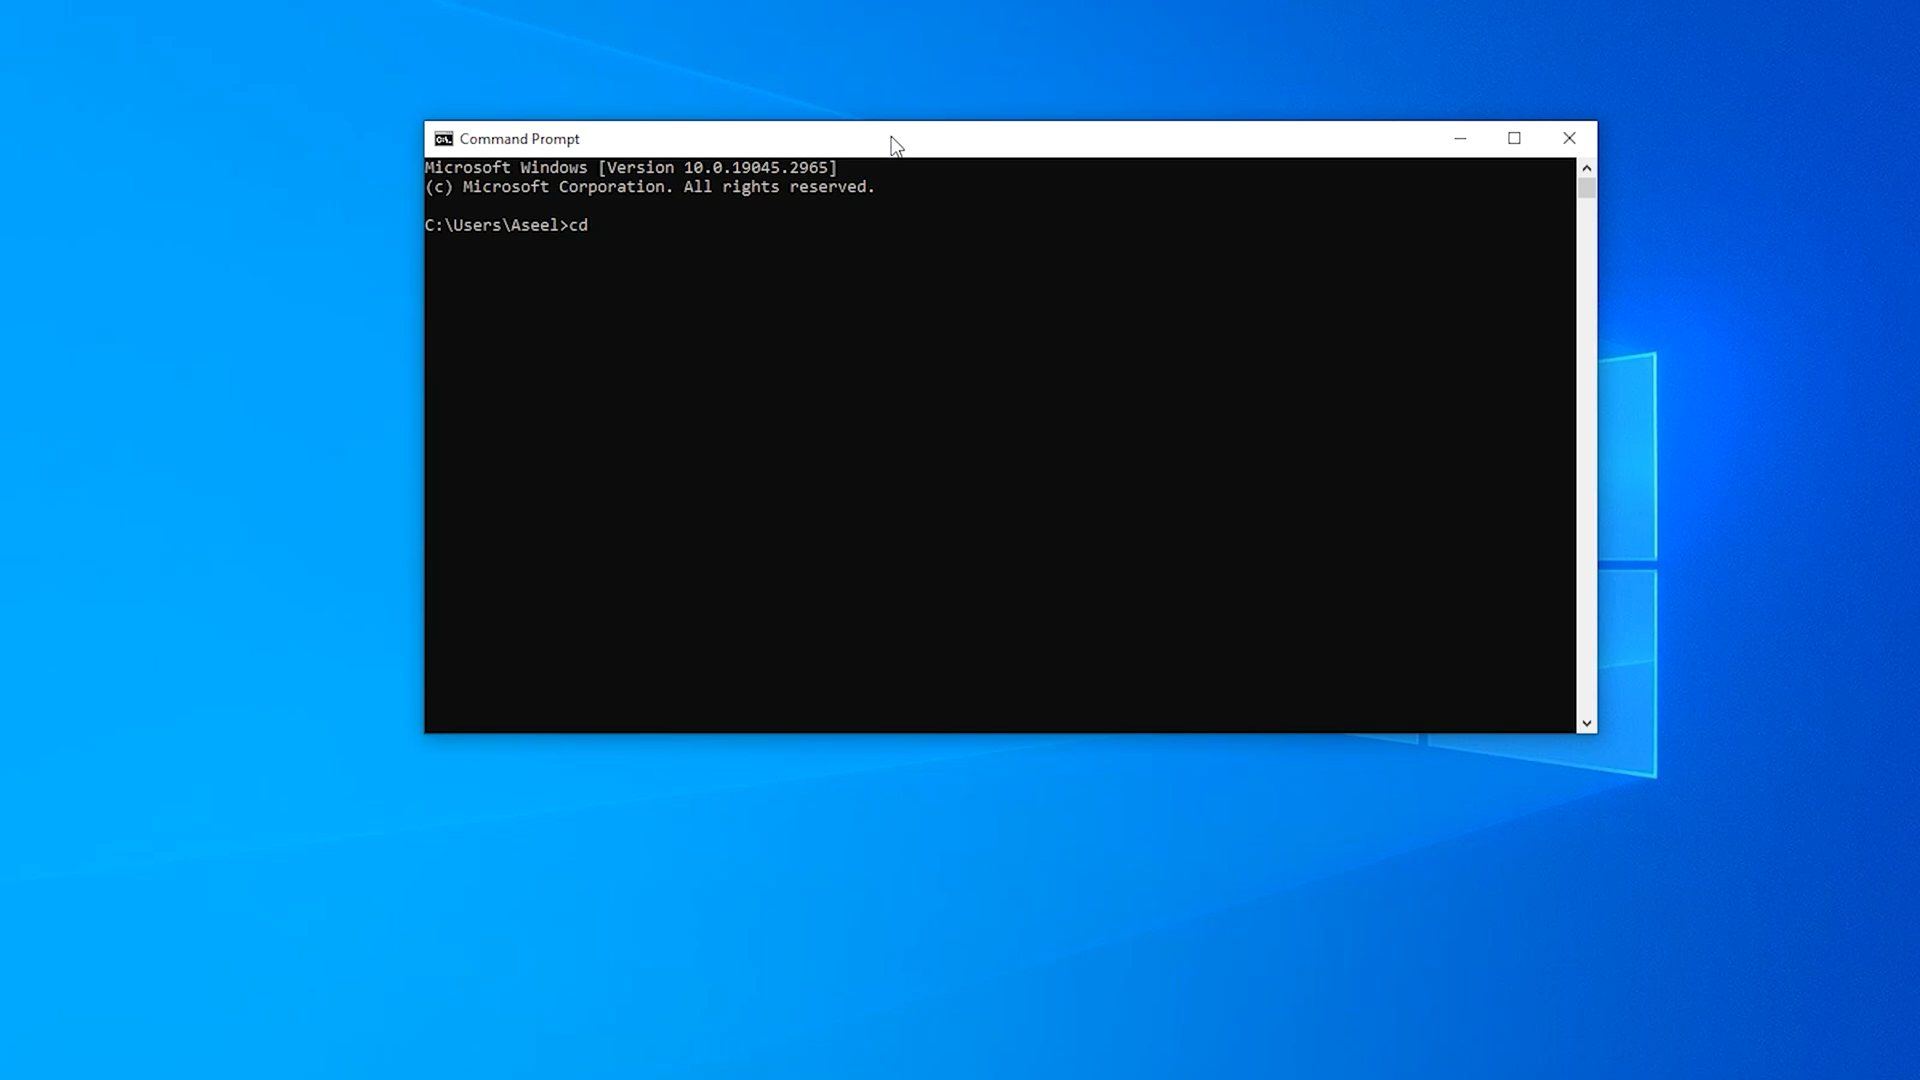 Command Prompt
Microsoft Windows [Version 10.0.19045.2965]
(c) Microsoft Corporation. All rights reserved.
C:\Users\Aseel>cd